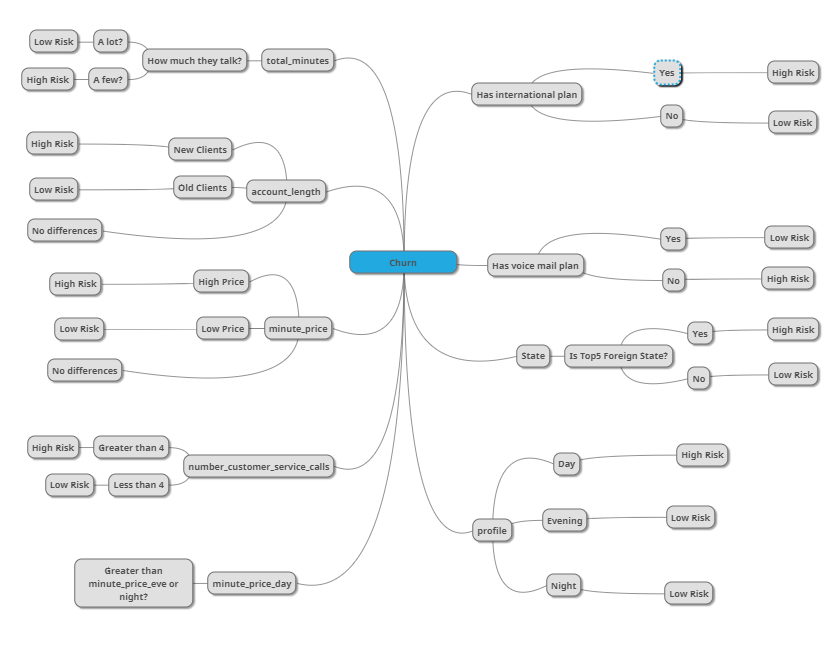 Churn
total_minutes
How much they talk?
A lot?
Low Risk
A few?
High Risk
account_length
New Clients
High Risk
Old Clients
Low Risk
No differences
minute_price
High Price
High Risk
Low Price
Low Risk
No differences
number_customer_service_calls
Greater than 4
High Risk
Less than 4
Low Risk
minute_price_day
Greater than
minute_price_eve or
night?
Has international plan
Yes
High Risk
No
Low Risk
Has voice mail plan
Yes
Low Risk
No
High Risk
State
Is Top5 Foreign State?
Yes
High Risk
No
Low Risk
profile
Day
High Risk
Evening
Low Risk
Night
Low Risk